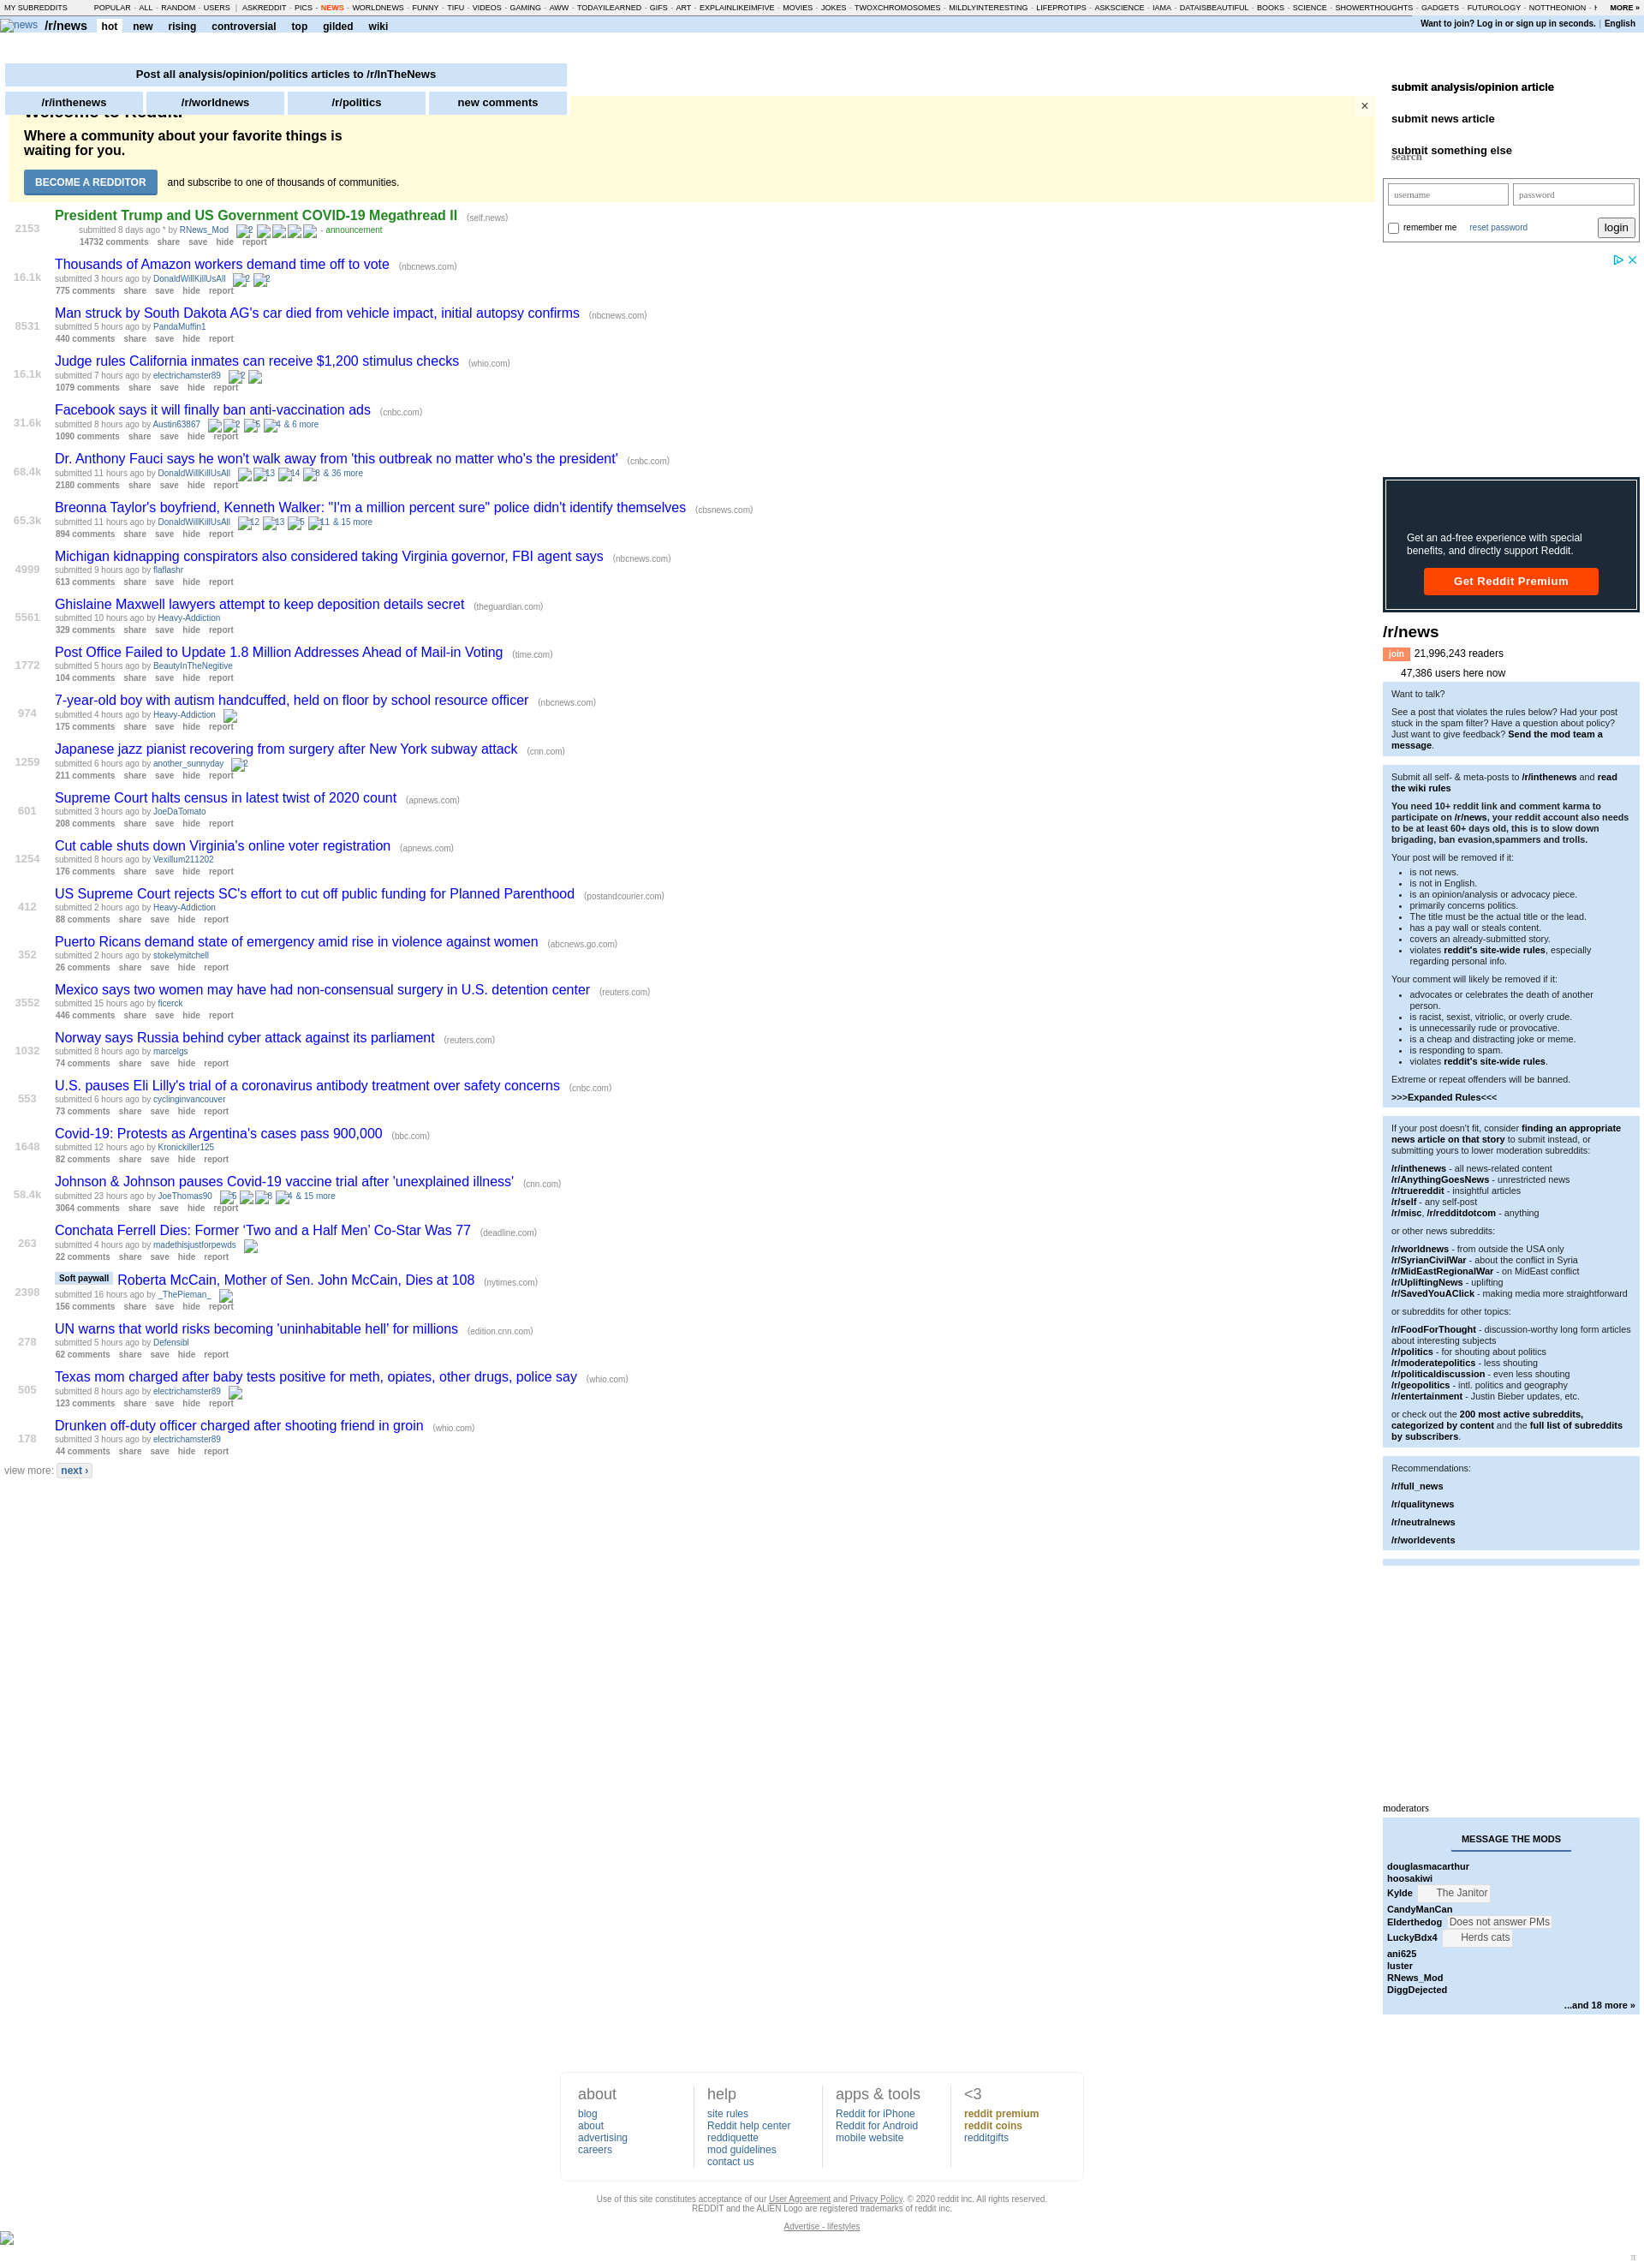 MY SUBREDDITS POPULAR - ALL - RANDOM - USERS | ASKREDDIT - PICS - NEWS - WORLDNEWS - FUNNY - TIFU - VIDEOS - GAMING - AWW - TODAYILEARNED - GIFS - ART - EXPLAINLIKEIMFIVE - MOVIES - JOKES - TWOXCHROMOSOMES - MILDLYINTERESTING - LIFEPROTIPS - ASKSCIENCE - IAMA - DATAISBEAUTIFUL - BOOKS - SCIENCE - SHOWERTHOUGHTS - GADGETS - FUTUROLOGY - NOTTHEONION - MORE »
news /r/news hot new rising controversial top gilded wiki
Want to join? Log in or sign up in seconds. | English
Post all analysis/opinion/politics articles to /r/InTheNews
/r/inthenews /r/worldnews /r/politics new comments
Welcome to Reddit!
×
Where a community about your favorite things is
waiting for you.
BECOME A REDDITOR and subscribe to one of thousands of communities.
2153
President Trump and US Government COVID-19 Megathread II (self.news)
submitted 8 days ago * by RNews_Mod 2 - announcement
14732 comments share save hide report
16.1k
Thousands of Amazon workers demand time off to vote (nbcnews.com)
submitted 3 hours ago by DonaldWillKillUsAll 2 2
775 comments share save hide report
8531
Man struck by South Dakota AG's car died from vehicle impact, initial autopsy confirms (nbcnews.com)
submitted 5 hours ago by PandaMuffin1
440 comments share save hide report
16.1k
Judge rules California inmates can receive $1,200 stimulus checks (whio.com)
submitted 7 hours ago by electrichamster89 2
1079 comments share save hide report
31.6k
Facebook says it will finally ban anti-vaccination ads (cnbc.com)
submitted 8 hours ago by Austin63867 2 5 4 & 6 more
1090 comments share save hide report
68.4k
Dr. Anthony Fauci says he won't walk away from 'this outbreak no matter who's the president' (cnbc.com)
submitted 11 hours ago by DonaldWillKillUsAll 13 14 8 & 36 more
2180 comments share save hide report
65.3k
Breonna Taylor's boyfriend, Kenneth Walker: "I'm a million percent sure" police didn't identify themselves (cbsnews.com)
submitted 11 hours ago by DonaldWillKillUsAll 12 13 5 11 & 15 more
894 comments share save hide report
4999
Michigan kidnapping conspirators also considered taking Virginia governor, FBI agent says (nbcnews.com)
submitted 9 hours ago by flaflashr
613 comments share save hide report
5561
Ghislaine Maxwell lawyers attempt to keep deposition details secret (theguardian.com)
submitted 10 hours ago by Heavy-Addiction
329 comments share save hide report
1772
Post Office Failed to Update 1.8 Million Addresses Ahead of Mail-in Voting (time.com)
submitted 5 hours ago by BeautyInTheNegitive
104 comments share save hide report
974
7-year-old boy with autism handcuffed, held on floor by school resource officer (nbcnews.com)
submitted 4 hours ago by Heavy-Addiction
175 comments share save hide report
1259
Japanese jazz pianist recovering from surgery after New York subway attack (cnn.com)
submitted 6 hours ago by another_sunnyday 2
211 comments share save hide report
601
Supreme Court halts census in latest twist of 2020 count (apnews.com)
submitted 3 hours ago by JoeDaTomato
208 comments share save hide report
1254
Cut cable shuts down Virginia's online voter registration (apnews.com)
submitted 8 hours ago by Vexillum211202
176 comments share save hide report
412
US Supreme Court rejects SC's effort to cut off public funding for Planned Parenthood (postandcourier.com)
submitted 2 hours ago by Heavy-Addiction
88 comments share save hide report
352
Puerto Ricans demand state of emergency amid rise in violence against women (abcnews.go.com)
submitted 2 hours ago by stokelymitchell
26 comments share save hide report
3552
Mexico says two women may have had non-consensual surgery in U.S. detention center (reuters.com)
submitted 15 hours ago by ficerck
446 comments share save hide report
1032
Norway says Russia behind cyber attack against its parliament (reuters.com)
submitted 8 hours ago by marcelgs
74 comments share save hide report
553
U.S. pauses Eli Lilly's trial of a coronavirus antibody treatment over safety concerns (cnbc.com)
submitted 6 hours ago by cyclinginvancouver
73 comments share save hide report
1648
Covid-19: Protests as Argentina's cases pass 900,000 (bbc.com)
submitted 12 hours ago by Kronickiller125
82 comments share save hide report
58.4k
Johnson & Johnson pauses Covid-19 vaccine trial after 'unexplained illness' (cnn.com)
submitted 23 hours ago by JoeThomas90 5 8 4 & 15 more
3064 comments share save hide report
263
Conchata Ferrell Dies: Former ‘Two and a Half Men’ Co-Star Was 77 (deadline.com)
submitted 4 hours ago by madethisjustforpewds
22 comments share save hide report
2398
Soft paywall Roberta McCain, Mother of Sen. John McCain, Dies at 108 (nytimes.com)
submitted 16 hours ago by _ThePieman_
156 comments share save hide report
278
UN warns that world risks becoming 'uninhabitable hell' for millions (edition.cnn.com)
submitted 5 hours ago by Defensibl
62 comments share save hide report
505
Texas mom charged after baby tests positive for meth, opiates, other drugs, police say (whio.com)
submitted 8 hours ago by electrichamster89
123 comments share save hide report
178
Drunken off-duty officer charged after shooting friend in groin (whio.com)
submitted 3 hours ago by electrichamster89
44 comments share save hide report
view more: next ›
submit analysis/opinion article
submit news article
submit something else
search
username password
remember me reset password login
Get an ad-free experience with special
benefits, and directly support Reddit.
Get Reddit Premium
/r/news
join 21,996,243 readers
47,386 users here now
Want to talk?
See a post that violates the rules below? Had your post
stuck in the spam filter? Have a question about policy?
Just want to give feedback? Send the mod team a
message.
Submit all self- & meta-posts to /r/inthenews and read
the wiki rules
You need 10+ reddit link and comment karma to
participate on /r/news, your reddit account also needs
to be at least 60+ days old, this is to slow down
brigading, ban evasion,spammers and trolls.
Your post will be removed if it:
• is not news.
• is not in English.
• is an opinion/analysis or advocacy piece.
• primarily concerns politics.
• The title must be the actual title or the lead.
• has a pay wall or steals content.
• covers an already-submitted story.
• violates reddit's site-wide rules, especially
regarding personal info.
Your comment will likely be removed if it:
• advocates or celebrates the death of another
person.
• is racist, sexist, vitriolic, or overly crude.
• is unnecessarily rude or provocative.
• is a cheap and distracting joke or meme.
• is responding to spam.
• violates reddit's site-wide rules.
Extreme or repeat offenders will be banned.
>>>Expanded Rules<<<
If your post doesn't fit, consider finding an appropriate
news article on that story to submit instead, or
submitting yours to lower moderation subreddits:
/r/inthenews - all news-related content
/r/AnythingGoesNews - unrestricted news
/r/truereddit - insightful articles
/r/self - any self-post
/r/misc, /r/redditdotcom - anything
or other news subreddits:
/r/worldnews - from outside the USA only
/r/SyrianCivilWar - about the conflict in Syria
/r/MidEastRegionalWar - on MidEast conflict
/r/UpliftingNews - uplifting
/r/SavedYouAClick - making media more straightforward
or subreddits for other topics:
/r/FoodForThought - discussion-worthy long form articles
about interesting subjects
/r/politics - for shouting about politics
/r/moderatepolitics - less shouting
/r/politicaldiscussion - even less shouting
/r/geopolitics - intl. politics and geography
/r/entertainment - Justin Bieber updates, etc.
or check out the 200 most active subreddits,
categorized by content and the full list of subreddits
by subscribers.
Recommendations:
/r/full_news
/r/qualitynews
/r/neutralnews
/r/worldevents
moderators
MESSAGE THE MODS
douglasmacarthur
hoosakiwi
Kylde The Janitor
CandyManCan
Elderthedog Does not answer PMs
LuckyBdx4 Herds cats
ani625
luster
RNews_Mod
DiggDejected
...and 18 more »
about
blog
about
advertising
careers
help
site rules
Reddit help center
reddiquette
mod guidelines
contact us
apps & tools
Reddit for iPhone
Reddit for Android
mobile website
<3
reddit premium
reddit coins
redditgifts
Use of this site constitutes acceptance of our User Agreement and Privacy Policy. © 2020 reddit inc. All rights reserved.
REDDIT and the ALIEN Logo are registered trademarks of reddit inc.
Advertise - lifestyles
π